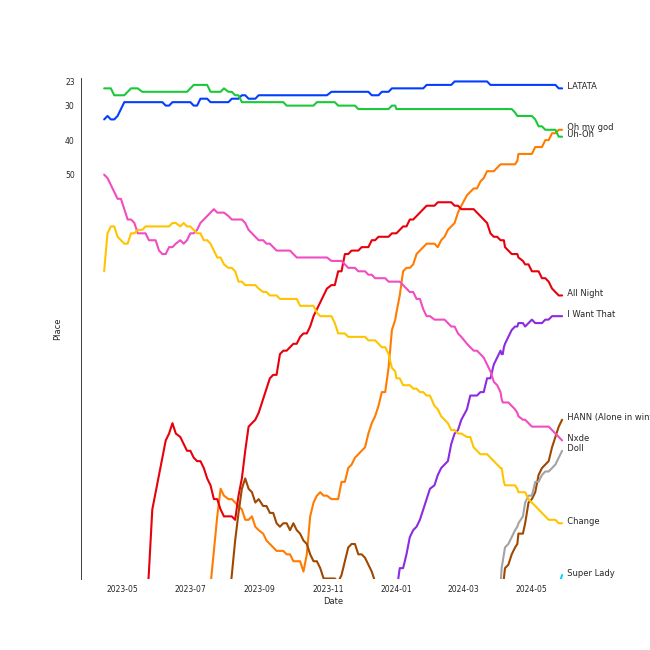 23
LATATA
30
Oh my god
Uh-Oh
40
50
All Night
I Want That
Place
HANN (Alone in win
Nxde
Doll
Change
Super Lady
2023-05 2023-07 2023-09 2023-11 2024-01 2024-03 2024-05
Date